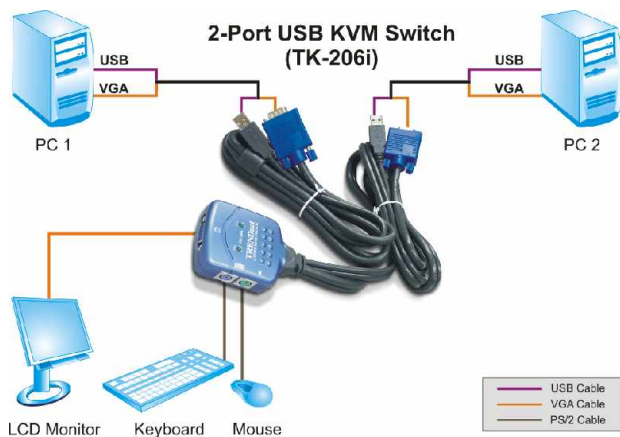 2-Port USB KVM Switch
(TK-206i)
USB
VGA
PC 1
USB
VGA
PC 2
TRENDnet
LCD Monitor
Keyboard
Mouse
USB Cable
VGA Cable
PS/2 Cable